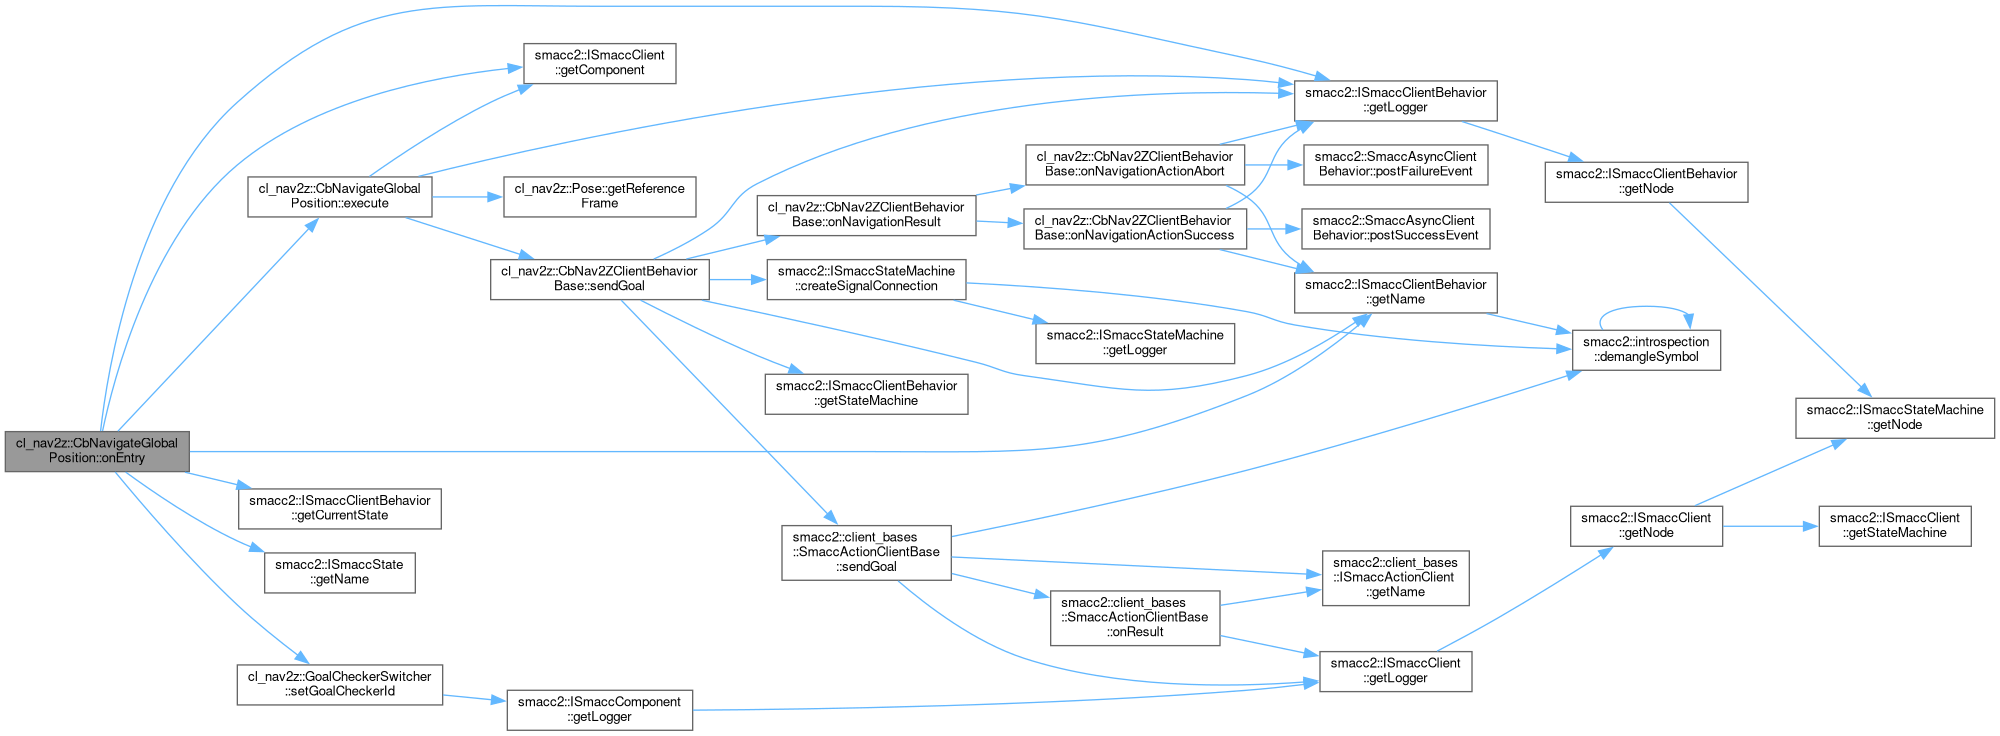 smacc2::ISmaccClient
::getComponent
smacc2::ISmaccClientBehavior
::getLogger
cl_nav2z::CbNav2ZClientBehavior
Base::onNavigationActionAbort
smacc2::SmaccAsyncClient
Behavior::postFailureEvent
smacc2::ISmaccClientBehavior
::getNode
cl_nav2z::CbNavigateGlobal
Position::execute
cl_nav2z::Pose::getReference
Frame
cl_nav2z::CbNav2ZClientBehavior
Base::onNavigationResult
cl_nav2z::CbNav2ZClientBehavior
Base::onNavigationActionSuccess
smacc2::SmaccAsyncClient
Behavior::postSuccessEvent
cl_nav2z::CbNav2ZClientBehavior
Base::sendGoal
smacc2::ISmaccStateMachine
::createSignalConnection
smacc2::ISmaccClientBehavior
::getName
smacc2::ISmaccStateMachine
::getLogger
smacc2::introspection
::demangleSymbol
smacc2::ISmaccClientBehavior
::getStateMachine
smacc2::ISmaccStateMachine
::getNode
cl_nav2z::CbNavigateGlobal
Position::onEntry
smacc2::ISmaccClientBehavior
::getCurrentState
smacc2::client_bases
::SmaccActionClientBase
::sendGoal
smacc2::ISmaccClient
::getNode
smacc2::ISmaccClient
::getStateMachine
smacc2::ISmaccState
::getName
smacc2::client_bases
::ISmaccActionClient
::getName
smacc2::client_bases
::SmaccActionClientBase
::onResult
cl_nav2z::GoalCheckerSwitcher
::setGoalCheckerId
smacc2::ISmaccComponent
::getLogger
smacc2::ISmaccClient
::getLogger